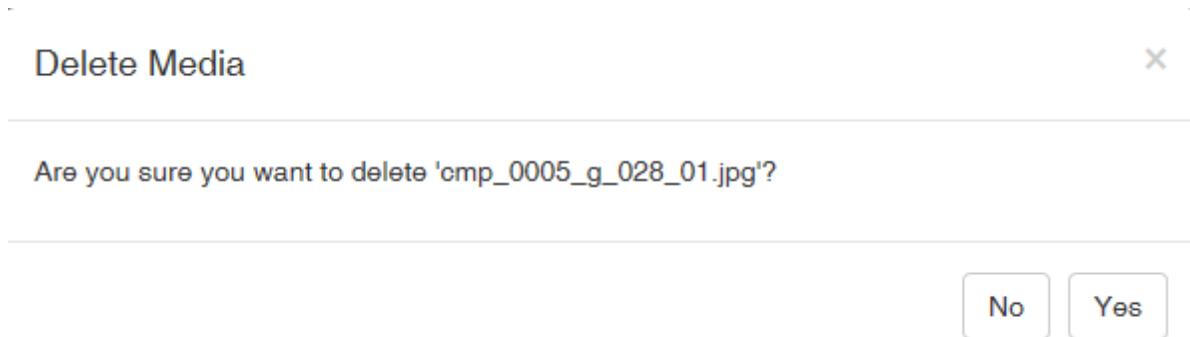 Delete Media ×
Are you sure you want to delete 'cmp_0005_g_028_01.jpg'?
No Yes